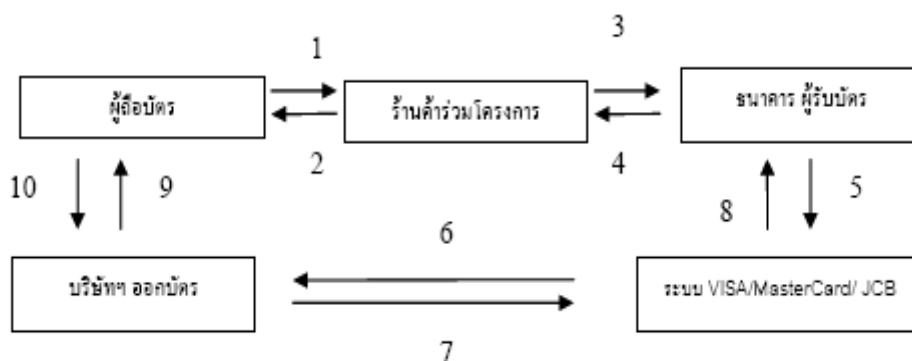 1
3
ผู้ถือบัตร
ร้านค้าร่วมโครงการ
ธนาคาร ผู้รับบัตร
2
4
10
9
8
5
6
บริษัทฯ ออกบัตร
ระบบ VISA/MasterCard/ JCB
7